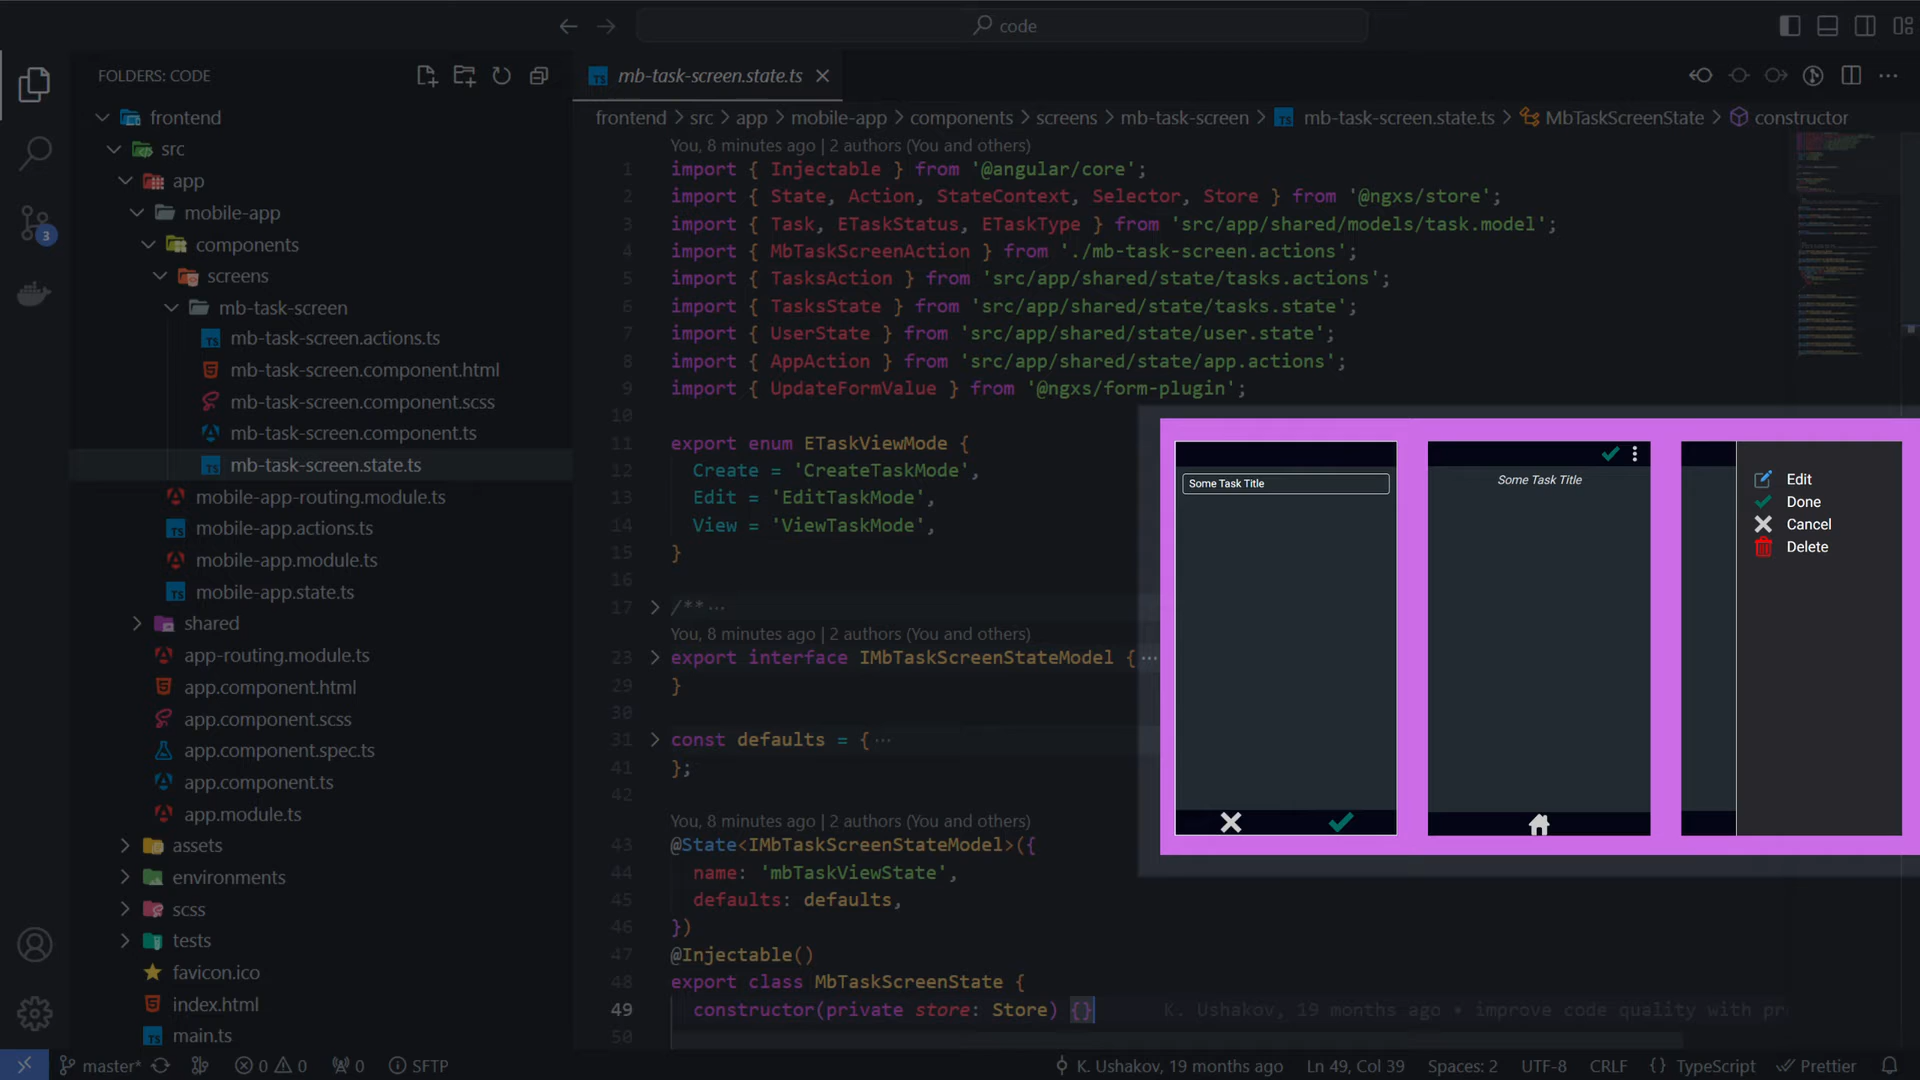 code
FOLDERS: CODE
frontend
src
app
mobile-app
components
screens
mb-task-screen
mb-task-screen.actions.ts
mb-task-screen.component.html
mb-task-screen.component.scss
mb-task-screen.component.ts
mb-task-screen.state.ts
mobile-app-routing.module.ts
mobile-app.actions.ts
mobile-app.module.ts
mobile-app.state.ts
shared
app-routing.module.ts
app.component.html
app.component.scss
app.component.spec.ts
app.component.ts
app.module.ts
assets
environments
scss
tests
favicon.ico
index.html
main.ts
3
mb-task-screen.state.ts
frontend > src > app > mobile-app > components > screens > mb-task-screen > mb-task-screen.state.ts > MbTaskScreenState > constructor
You, 8 minutes ago | 2 authors (You and others)
1 import { Injectable } from '@angular/core';
2 import { State, Action, StateContext, Selector, Store } from '@ngxs/store';
3 import { Task, ETaskStatus, ETaskType } from 'src/app/shared/models/task.model';
4 import { MbTaskScreenAction } from './mb-task-screen.actions';
5 import { TasksAction } from 'src/app/shared/state/tasks.actions';
6 import { TasksState } from 'src/app/shared/state/tasks.state';
7 import { UserState } from 'src/app/shared/state/user.state';
8 import { AppAction } from 'src/app/shared/state/app.actions';
9 import { UpdateFormValue } from '@ngxs/form-plugin';
10
11 export enum ETaskViewMode {
12 Create = 'CreateTaskMode',
13 Edit = 'EditTaskMode',
14 View = 'ViewTaskMode',
15 }
16
17 /** ···
You, 8 minutes ago | 2 authors (You and others)
23 export interface IMbTaskScreenStateModel { ···
29 }
30
31 const defaults = { ···
41 };
42
You, 8 minutes ago | 2 authors (You and others)
43 @State<IMbTaskScreenStateModel>({
44 name: 'mbTaskViewState',
45 defaults: defaults,
46 })
47 @Injectable()
48 export class MbTaskScreenState {
49 constructor(private store: Store) {} K. Ushakov, 19 months ago • improve code quality with pr
50
Some Task Title
Some Task Title
Edit
Done
Cancel
Delete
master* 0 0 0 SFTP K. Ushakov, 19 months ago Ln 49, Col 39 Spaces: 2 UTF-8 CRLF {} TypeScript Prettier